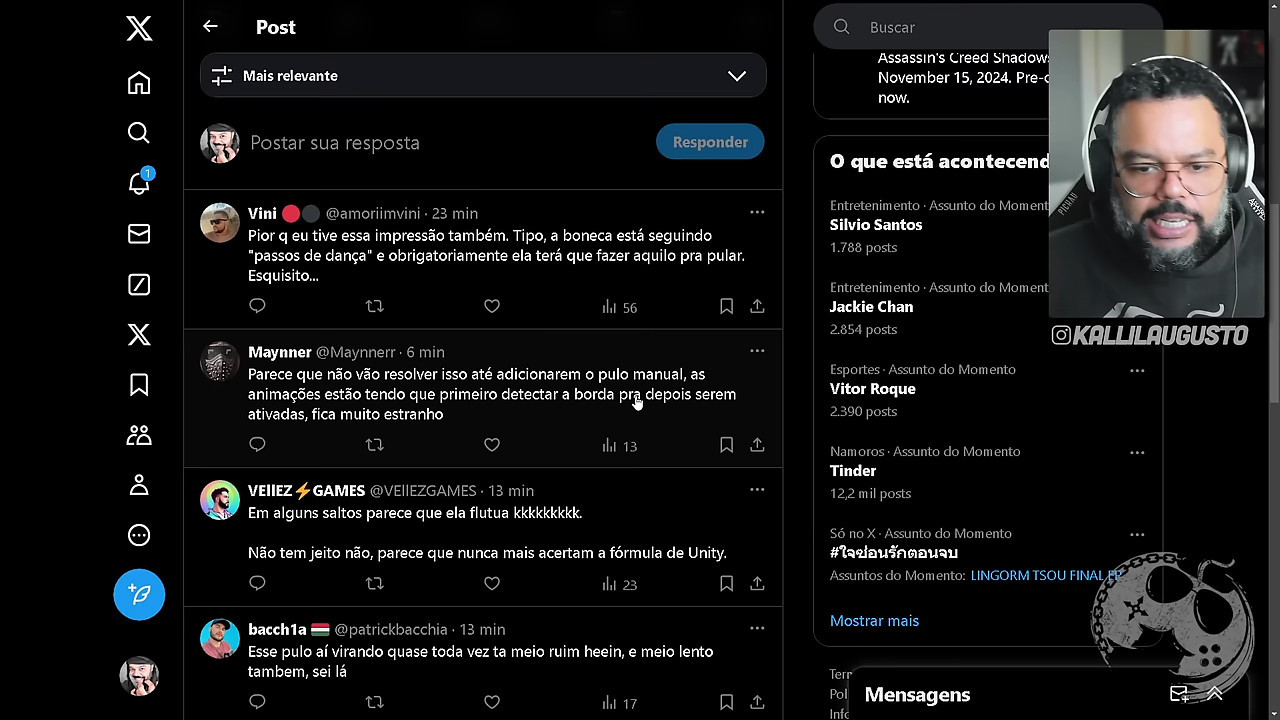 Post
Mais relevante
Postar sua resposta
Responder
Vini 🔴⚫ @amoriimvini · 23 min
Pior q eu tive essa impressão também. Tipo, a boneca está seguindo
"passos de dança" e obrigatoriamente ela terá que fazer aquilo pra pular.
Esquisito...
56
Maynner @Maynnerr · 6 min
Parece que não vão resolver isso até adicionarem o pulo manual, as
animações estão tendo que primeiro detectar a borda pra depois serem
ativadas, fica muito estranho
13
VEllEZ⚡GAMES @VEllEZGAMES · 13 min
Em alguns saltos parece que ela flutua kkkkkkkkk.
Não tem jeito não, parece que nunca mais acertam a fórmula de Unity.
23
bacch1a 🇭🇺 @patrickbacchia · 13 min
Esse pulo aí virando quase toda vez ta meio ruim heein, e meio lento
tambem, sei lá
17
1
Buscar
Assassin's Creed Shadows
November 15, 2024. Pre-o
now.
O que está acontecend
Entretenimento · Assunto do Moment
Silvio Santos
1.788 posts
Entretenimento · Assunto do Moment
Jackie Chan
2.854 posts
Esportes · Assunto do Momento
Vitor Roque
2.390 posts
Namoros · Assunto do Momento
Tinder
12,2 mil posts
Só no X · Assunto do Momento
#ใจซ่อนรักตอนจบ
Assuntos do Momento: LINGORM TSOU FINAL EP
Mostrar mais
Term
Pol
Info
Mensagens
KALLILAUGUSTO
PICHAU